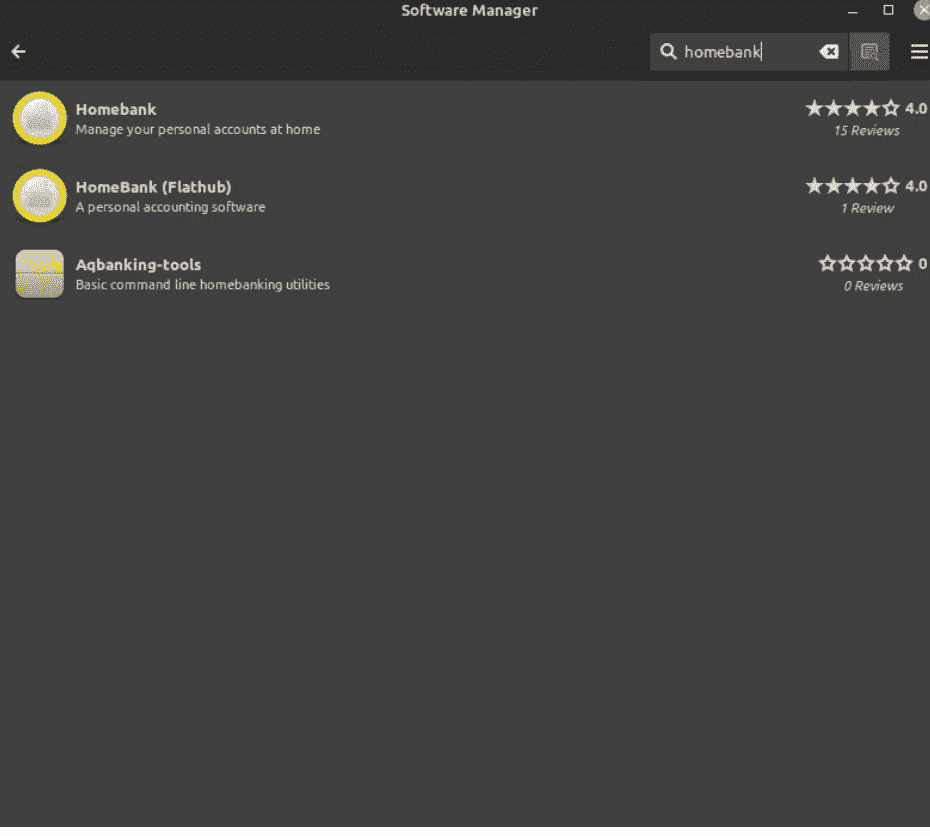 Software Manager
homebank
Homebank
Manage your personal accounts at home
4.0
15 Reviews
HomeBank (Flathub)
A personal accounting software
4.0
1 Review
Aqbanking-tools
Basic command line homebanking utilities
0
0 Reviews